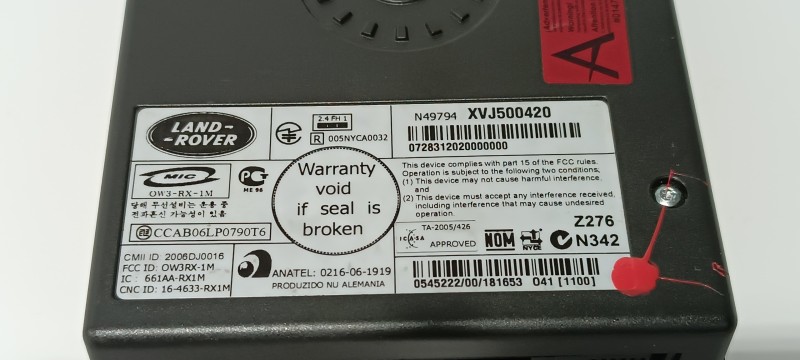 A
LAND-
-ROVER
2.4 FH 1
R 005NYCA0032
N49794 XVJ500420
0728312020000000
MIC
OW3-RX-1M
ME 96
당해 무선설비는 운용 중
전파혼신 가능성이 있음
CCAB06LP0790T6
Warranty
void
if seal is
broken
This device complies with part 15 of the FCC rules.
Operation is subject to the following two conditions;
(1) This device may not cause harmful interference,
and
(2) This device must accept any interference received,
including interference that may cause undesired
operation.
ICASA
TA-2005/426
APPROVED
NOM
NYCE
Z276
N342
CMII ID: 2006DJ0016
FCC ID: OW3RX-1M
IC : 661AA-RX1M
CNC ID: 16-4633-RX1M
ANATEL: 0216-06-1919
PRODUZIDO NU ALEMANIA
0545222/00/181653 041 [1100]